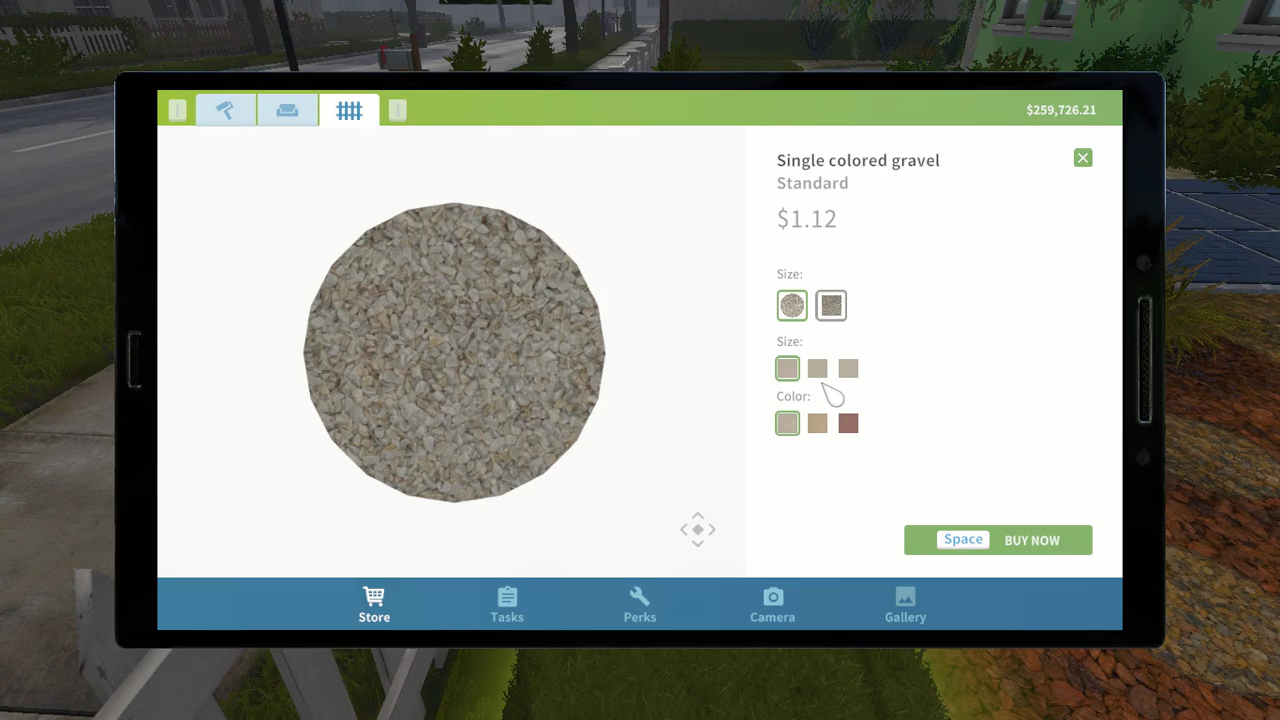 $259,726.21
Single colored gravel
Standard
$1.12
Size:
Size:
Color:
Space BUY NOW
Store
Tasks
Perks
Camera
Gallery